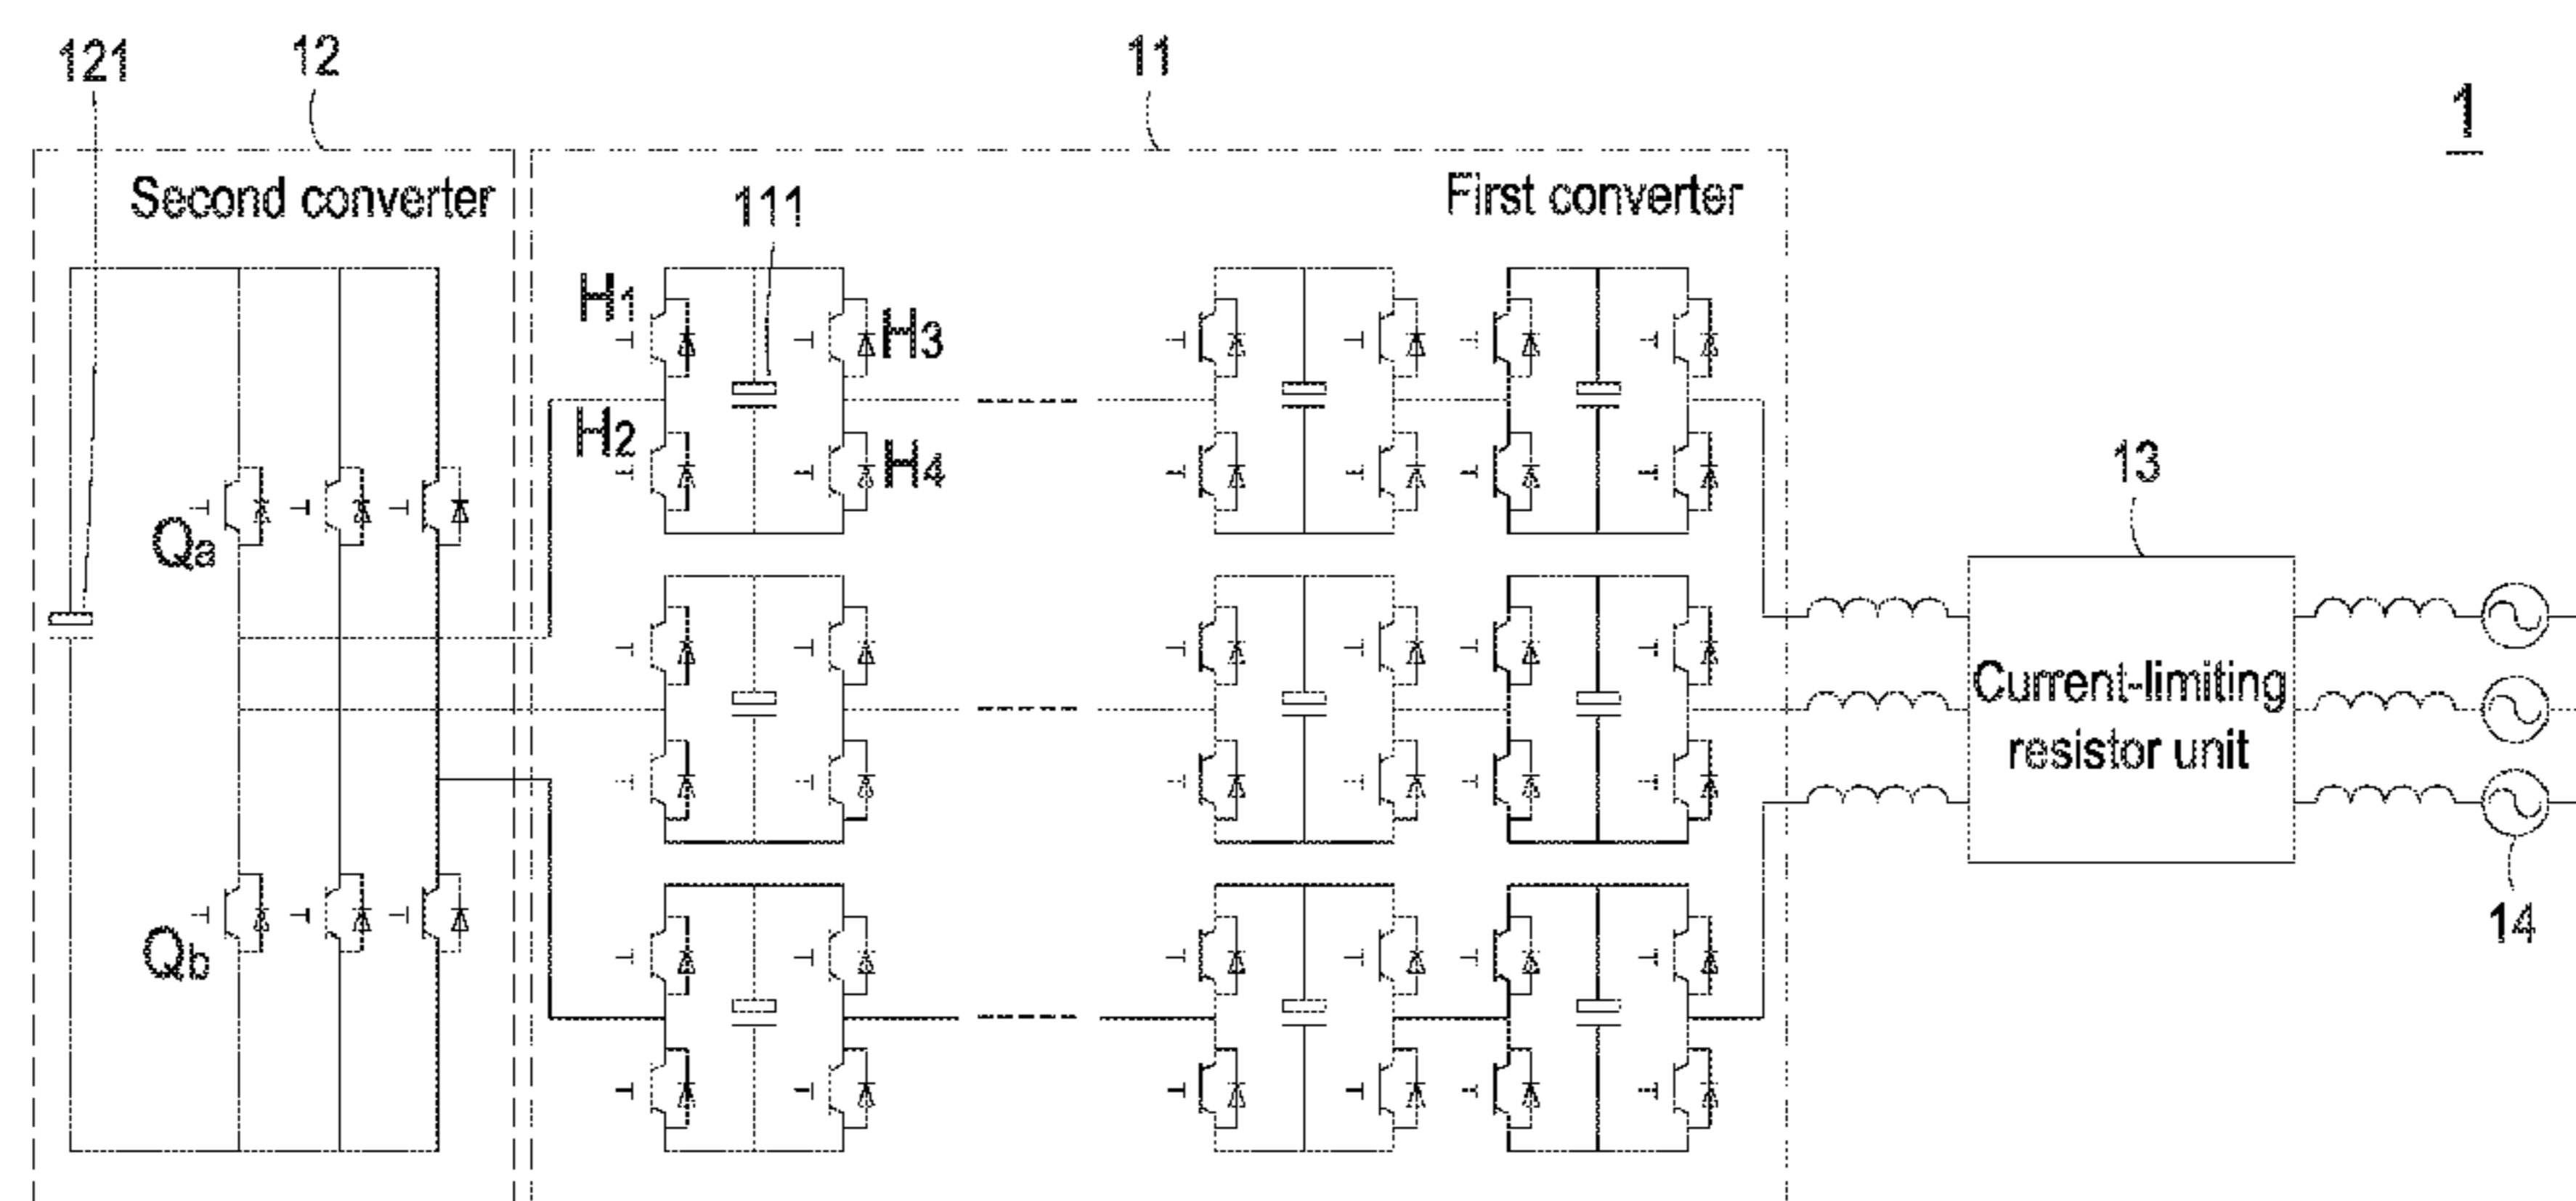 121
12
11
1
Second converter
111
First converter
H1
H3
H2
H4
13
Qa
Current-limiting
resistor unit
14
Qb